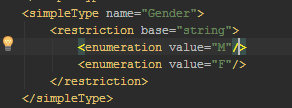 <simpleType name="Gender">
<restriction base="string">
<enumeration value="M"/>
<enumeration value="F"/>
</restriction>
</simpleType>